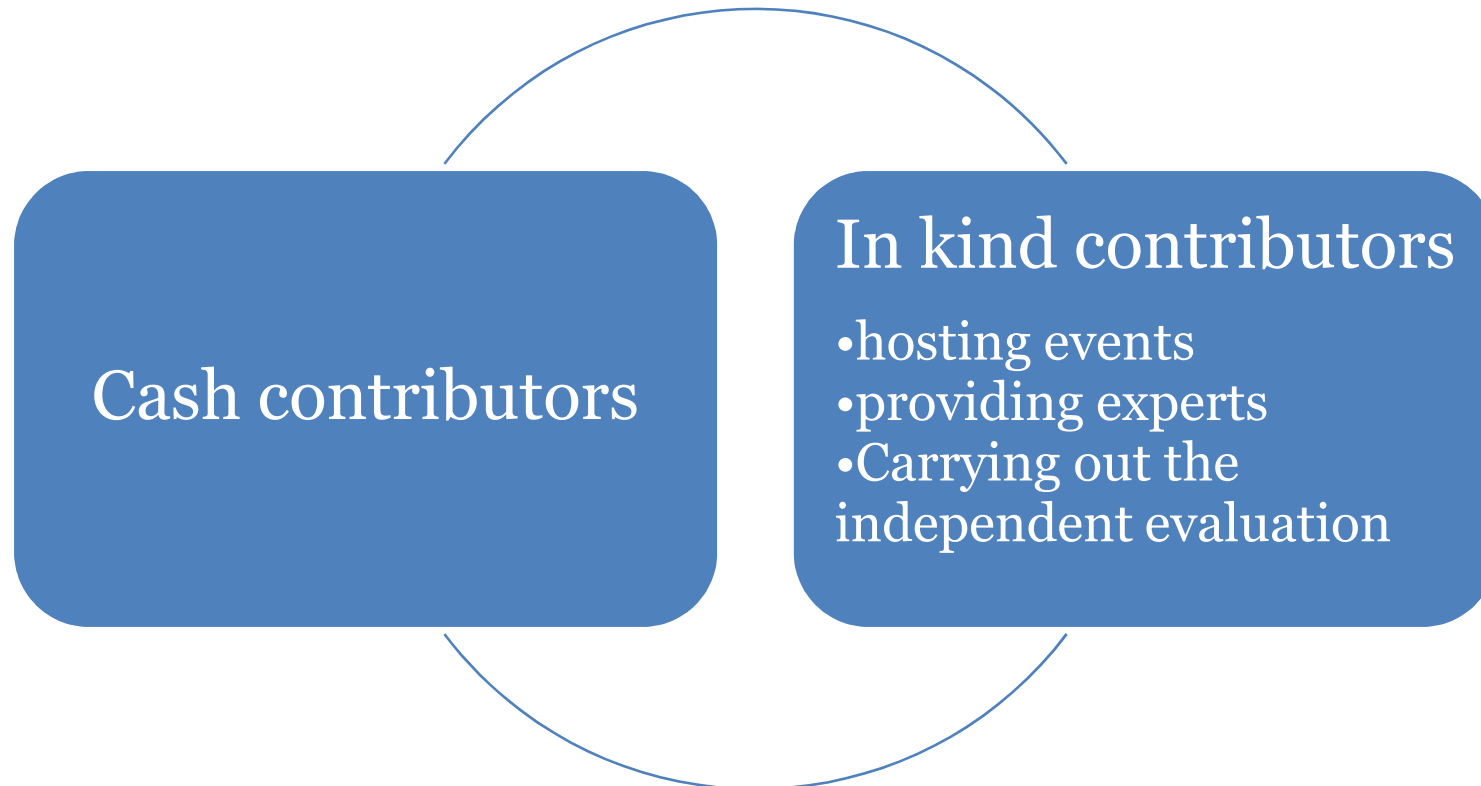 Cash contributors
In kind contributors
•hosting events
•providing experts
•Carrying out the
independent evaluation